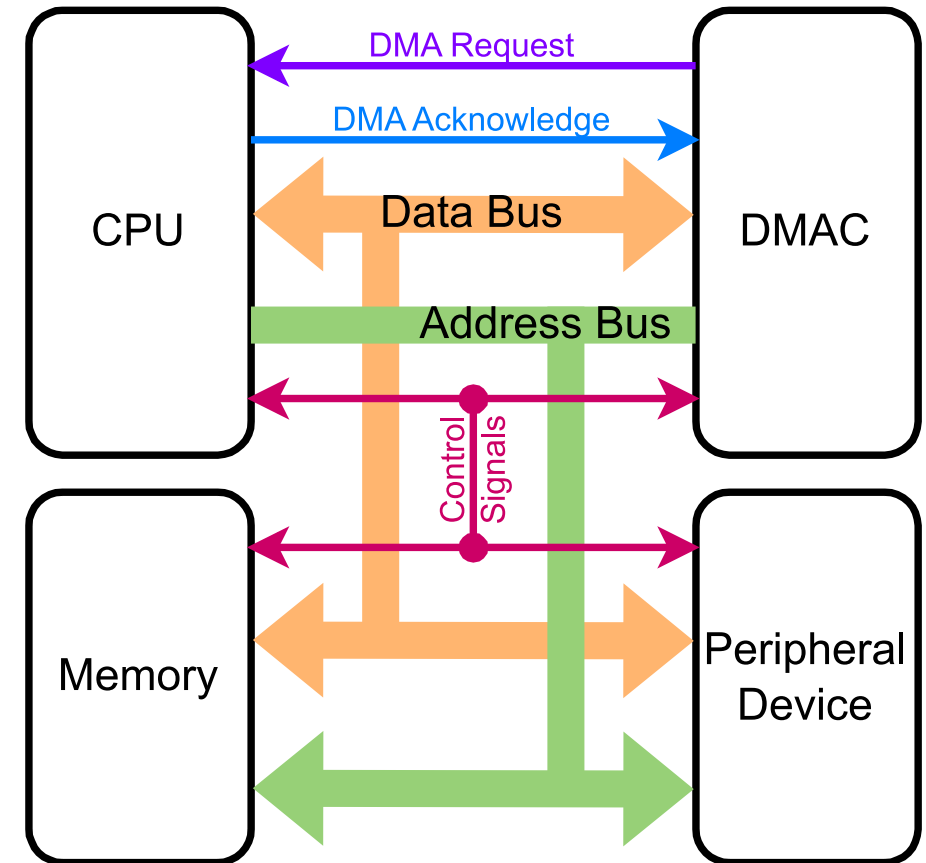 DMA Request
DMA Acknowledge
CPU
Data Bus
DMAC
Address Bus
Control
Signals
Memory
Peripheral
Device